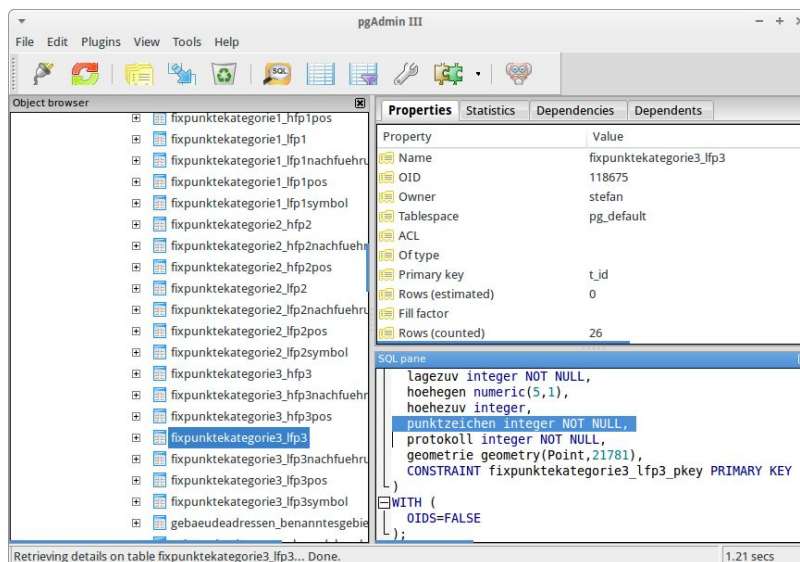 pgAdmin III
File Edit Plugins View Tools Help
SQL
Object browser
fixpunktekategorie1_hfp1pos
fixpunktekategorie1_lfp1
fixpunktekategorie1_lfp1nachfuehru
fixpunktekategorie1_lfp1pos
fixpunktekategorie1_lfp1symbol
fixpunktekategorie2_hfp2
fixpunktekategorie2_hfp2nachfuehr
fixpunktekategorie2_hfp2pos
fixpunktekategorie2_lfp2
fixpunktekategorie2_lfp2nachfuehru
fixpunktekategorie2_lfp2pos
fixpunktekategorie2_lfp2symbol
fixpunktekategorie3_hfp3
fixpunktekategorie3_hfp3nachfuehr
fixpunktekategorie3_hfp3pos
fixpunktekategorie3_lfp3
fixpunktekategorie3_lfp3nachfuehru
fixpunktekategorie3_lfp3pos
fixpunktekategorie3_lfp3symbol
gebaeudeadressen_benanntesgebie
Properties Statistics Dependencies Dependents
Property Value
Name fixpunktekategorie3_lfp3
OID 118675
Owner stefan
Tablespace pg_default
ACL
Of type
Primary key t_id
Rows (estimated) 0
Fill factor
Rows (counted) 26
SQL pane
lagezuv integer NOT NULL,
hoehegen numeric(5,1),
hoehezuv integer,
punktzeichen integer NOT NULL,
protokoll integer NOT NULL,
geometrie geometry(Point,21781),
CONSTRAINT fixpunktekategorie3_lfp3_pkey PRIMARY KEY
)
WITH (
OIDS=FALSE
);
Retrieving details on table fixpunktekategorie3_lfp3... Done. 1.21 secs